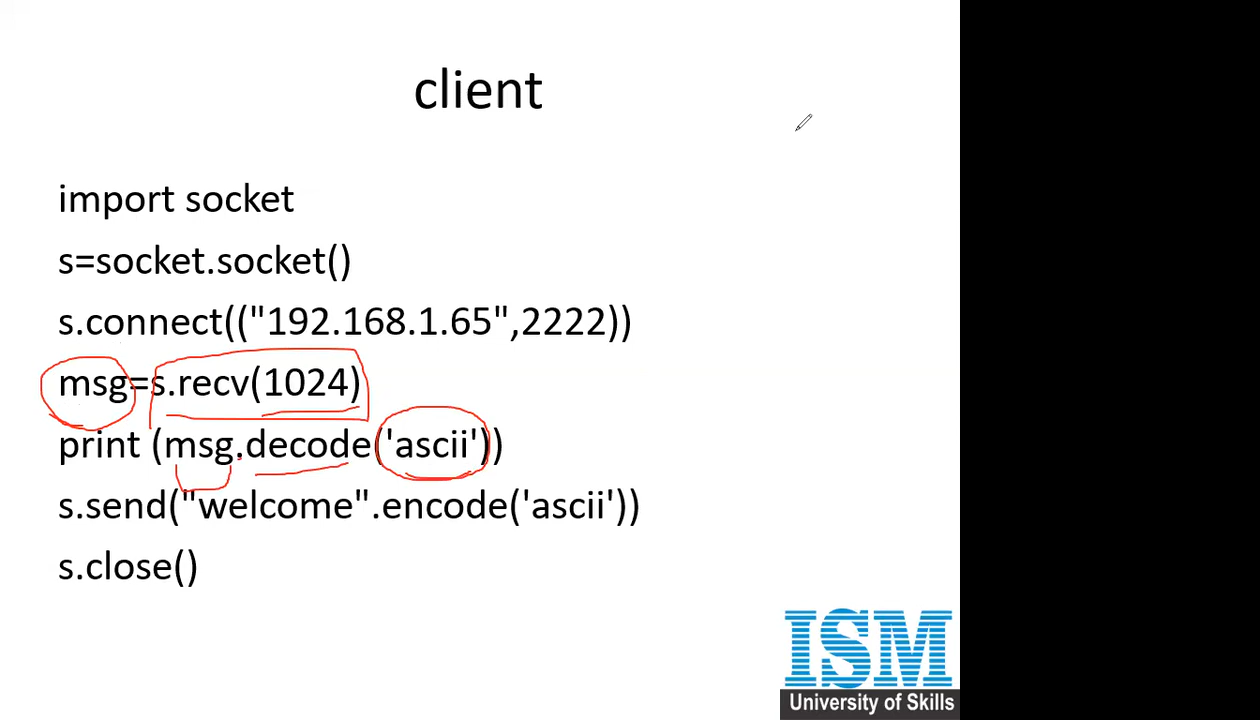 client
import socket
s=socket.socket()
s.connect(("192.168.1.65",2222))
msg=s.recv(1024)
print (msg.decode('ascii'))
s.send("welcome".encode('ascii'))
s.close()
ISM
University of Skills